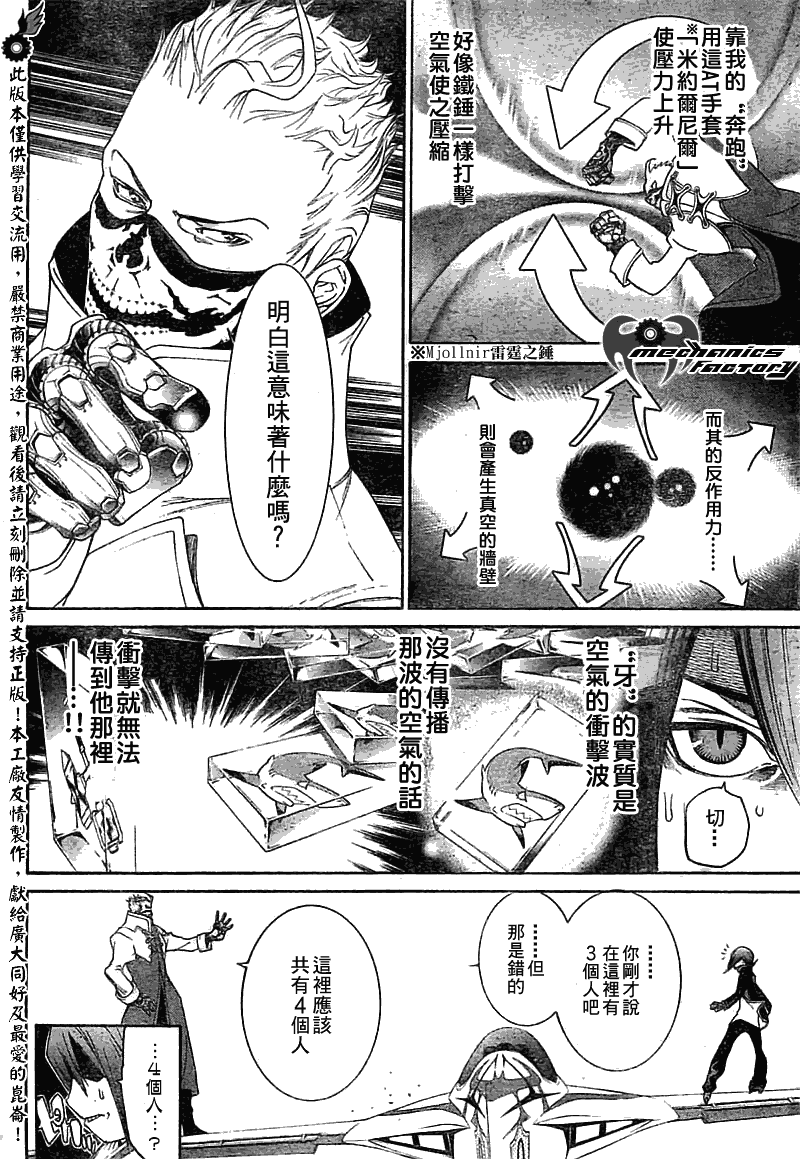 靠我的“奔跑”
用這AT手套
※「米約爾尼爾」
使壓力上升
好像鐵錘一樣打擊
空氣使之壓縮
※Mjollnir雷霆之錘
mechanics
factory
而其的反作用力……
則會產生真空的牆壁
明白這意味著什麼嗎？
切…
“牙”的實質是
空氣的衝擊波
沒有傳播
那波的空氣的話
衝擊就無法
傳到他那裡
——…!!
……
你剛才說
在這裡有
3個人吧
……但
那是錯的
這裡應該
共有4個人
…4個人…？
此版本僅供學習交流用，嚴禁商業用途，觀看後請立刻刪除並請支持正版！本工廠友情製作，獻給廣大同好及最愛的崑崙！